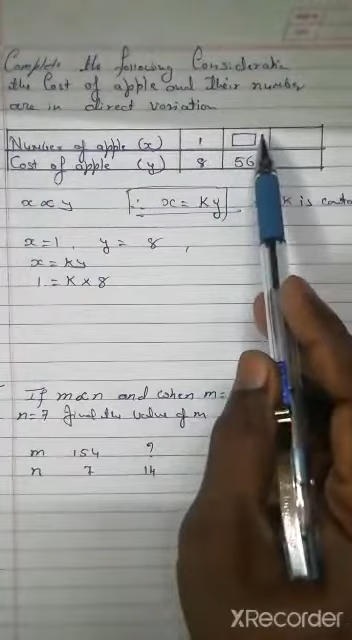 Complete the following Consideratin
the Cost of apple and Their number
are in direct variation
Number of apple (x) 1
Cost of apple (y) 8 56
x ∝ y ∴ x = Ky K is
x=1, y = 8,
x = Ky
1 = K × 8
If m ∝ n and when m=
n=7 find the value of m
m 154 ?
n 7 14
XRecorder